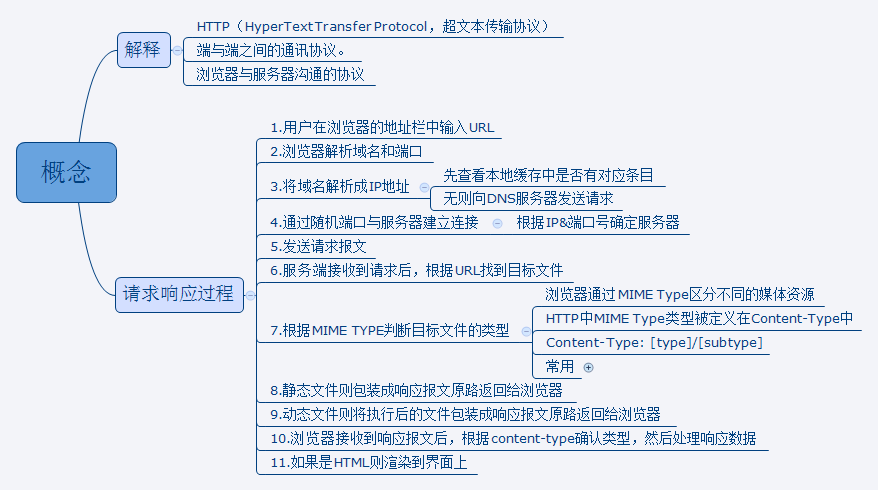 概念
解释
HTTP（HyperText Transfer Protocol，超文本传输协议）
端与端之间的通讯协议。
浏览器与服务器沟通的协议
请求响应过程
1.用户在浏览器的地址栏中输入URL
2.浏览器解析域名和端口
3.将域名解析成IP地址
先查看本地缓存中是否有对应条目
无则向DNS服务器发送请求
4.通过随机端口与服务器建立连接
根据IP&端口号确定服务器
5.发送请求报文
6.服务端接收到请求后，根据URL找到目标文件
7.根据MIME TYPE判断目标文件的类型
浏览器通过MIME Type区分不同的媒体资源
HTTP中MIME Type类型被定义在Content-Type中
Content-Type: [type]/[subtype]
常用
8.静态文件则包装成响应报文原路返回给浏览器
9.动态文件则将执行后的文件包装成响应报文原路返回给浏览器
10.浏览器接收到响应报文后，根据content-type确认类型，然后处理响应数据
11.如果是HTML则渲染到界面上